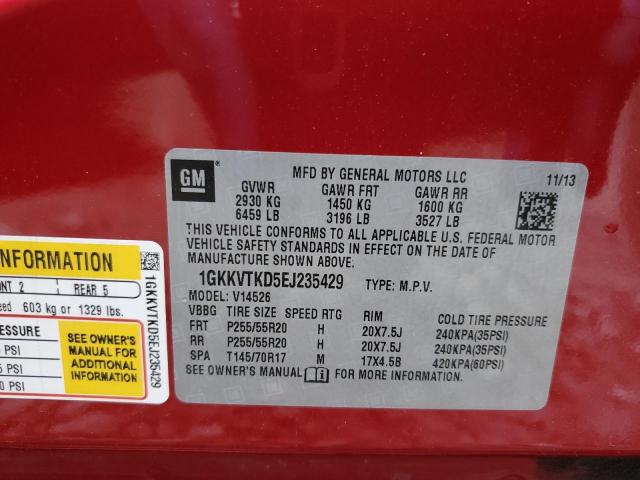 GM
MFD BY GENERAL MOTORS LLC
11/13
GVWR GAWR FRT GAWR RR
2930 KG 1450 KG 1600 KG
6459 LB 3196 LB 3527 LB
THIS VEHICLE CONFORMS TO ALL APPLICABLE U.S. FEDERAL MOTOR
VEHICLE SAFETY STANDARDS IN EFFECT ON THE DATE OF
MANUFACTURE SHOWN ABOVE.
1GKKVTKD5EJ235429 TYPE: M.P.V.
MODEL: V14526
VBBG TIRE SIZE SPEED RTG RIM COLD TIRE PRESSURE
FRT P255/55R20 H 20X7.5J 240KPA(35PSI)
RR P255/55R20 H 20X7.5J 240KPA(35PSI)
SPA T145/70R17 M 17X4.5B 420KPA(60PSI)
SEE OWNER'S MANUAL FOR ADDITIONAL INFORMATION.
INFORMATION
2 REAR 5
603 kg or 1329 lbs.
SEE OWNER'S
MANUAL FOR
ADDITIONAL
INFORMATION
PSI
PSI
PSI
1GKKVTKD5EJ235429